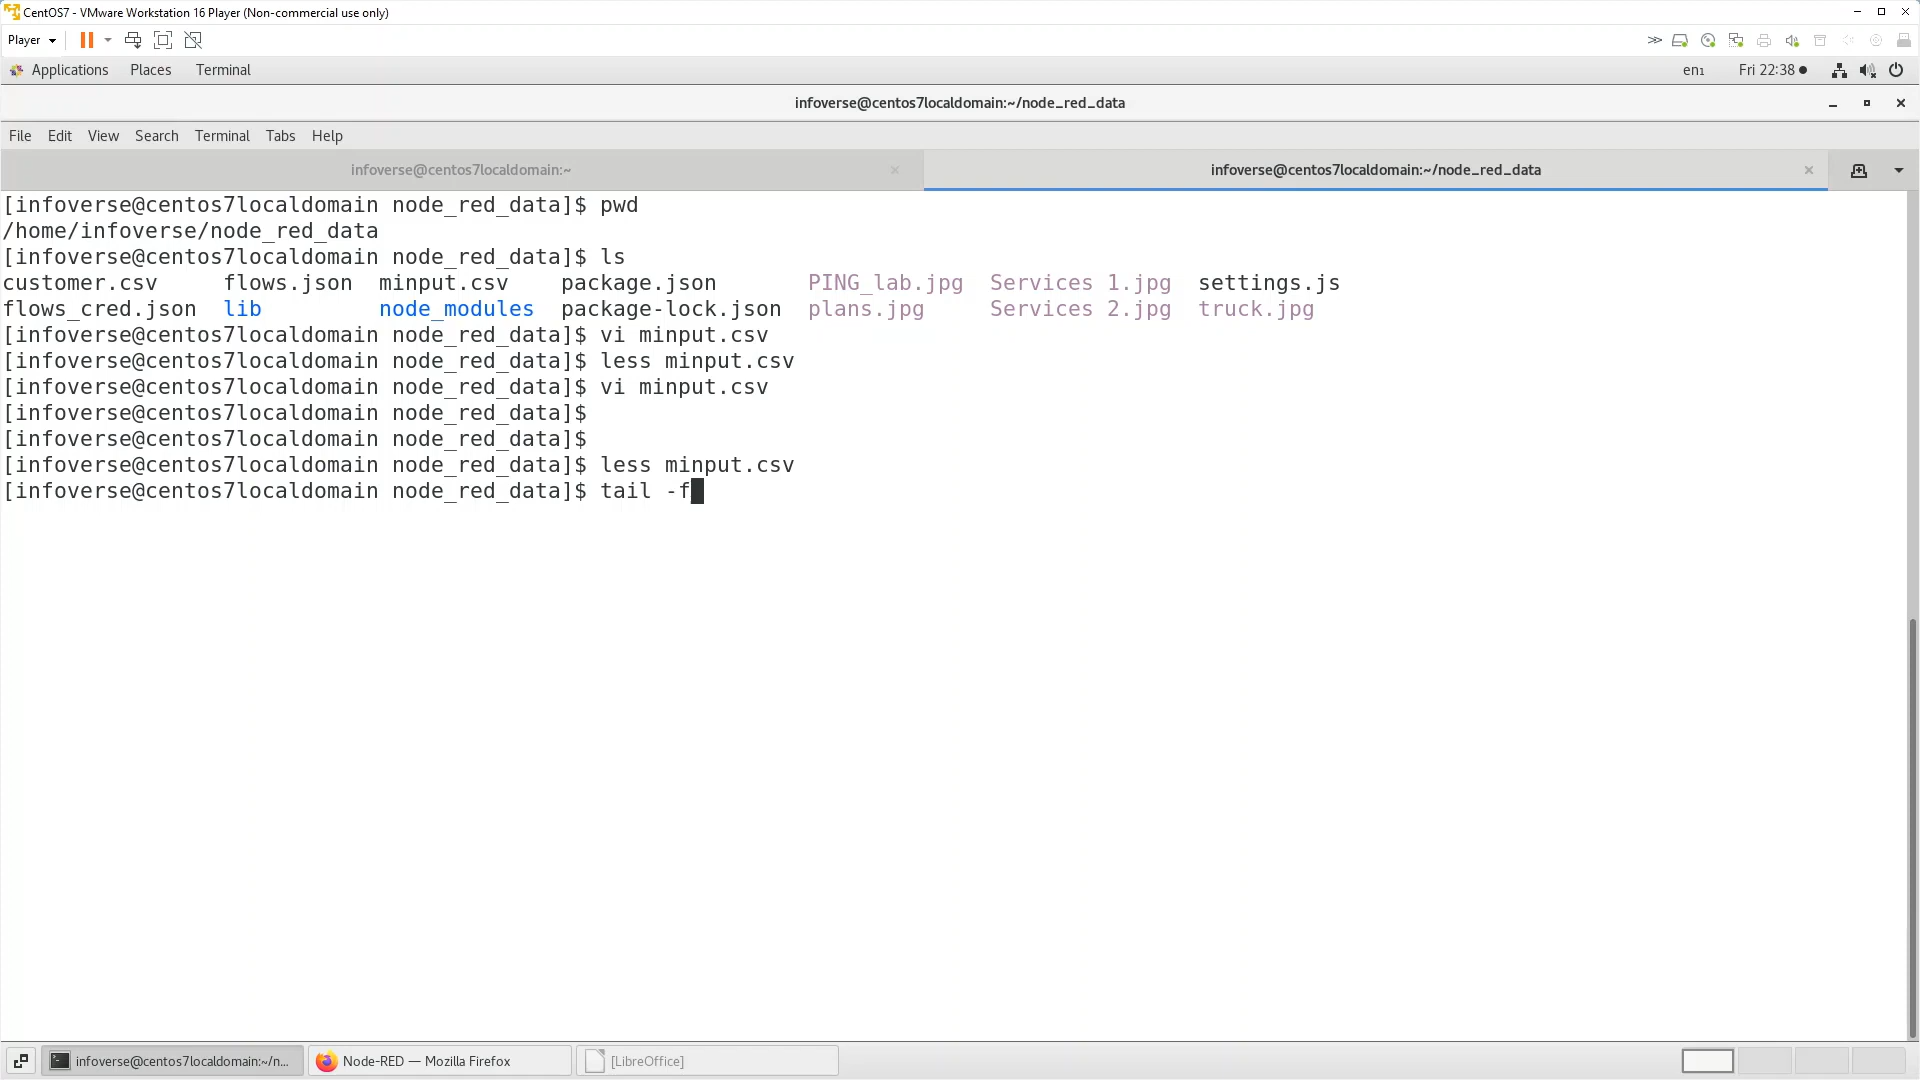 CentOS7 - VMware Workstation 16 Player (Non-commercial use only)
Player
Applications Places Terminal en1 Fri 22:38
infoverse@centos7localdomain:~/node_red_data
File Edit View Search Terminal Tabs Help
infoverse@centos7localdomain:~ infoverse@centos7localdomain:~/node_red_data
[infoverse@centos7localdomain node_red_data]$ pwd
/home/infoverse/node_red_data
[infoverse@centos7localdomain node_red_data]$ ls
customer.csv flows.json minput.csv package.json PING_lab.jpg Services 1.jpg settings.js
flows_cred.json lib node_modules package-lock.json plans.jpg Services 2.jpg truck.jpg
[infoverse@centos7localdomain node_red_data]$ vi minput.csv
[infoverse@centos7localdomain node_red_data]$ less minput.csv
[infoverse@centos7localdomain node_red_data]$ vi minput.csv
[infoverse@centos7localdomain node_red_data]$
[infoverse@centos7localdomain node_red_data]$
[infoverse@centos7localdomain node_red_data]$ less minput.csv
[infoverse@centos7localdomain node_red_data]$ tail -f
infoverse@centos7localdomain:~/n... Node-RED — Mozilla Firefox [LibreOffice]